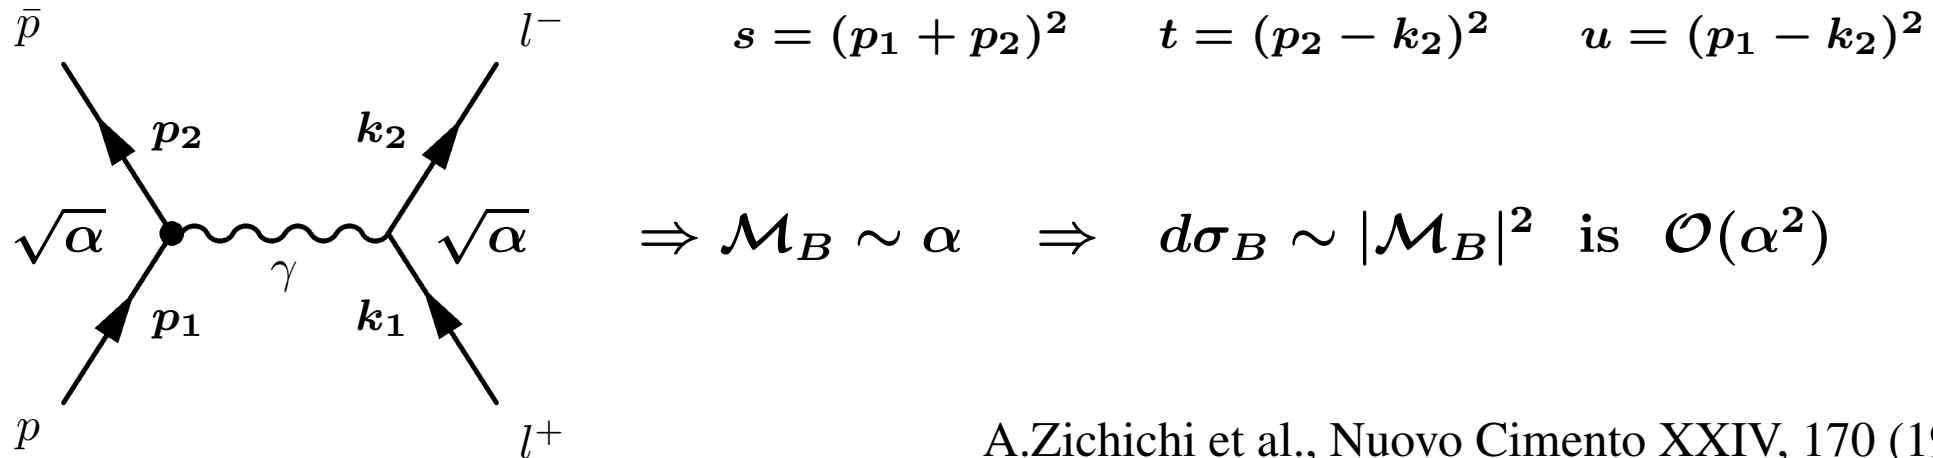 p̄
l⁻
s = (p₁ + p₂)² t = (p₂ − k₂)² u = (p₁ − k₂)²
p₂ k₂
√α γ √α ⇒ 𝓜_B ∼ α ⇒ dσ_B ∼ |𝓜_B|² is 𝒪(α²)
p₁ k₁
p
l⁺
A.Zichichi et al., Nuovo Cimento XXIV, 170 (19